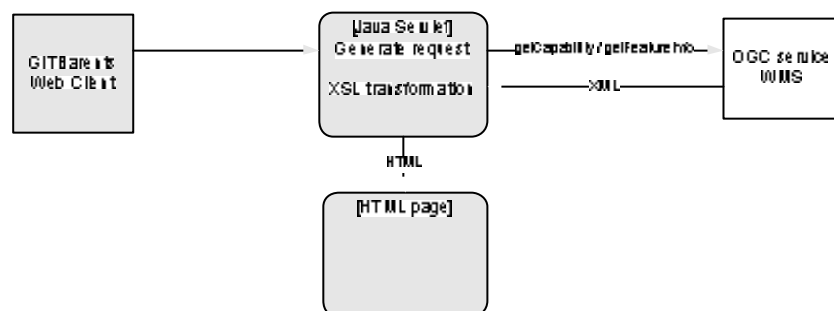 GITBarents
Web Client
[Java Servlet]
Generate request
XSL transformation
getCapability / getFeatureInfo
XML
OGC service
WMS
HTML
[HTML page]